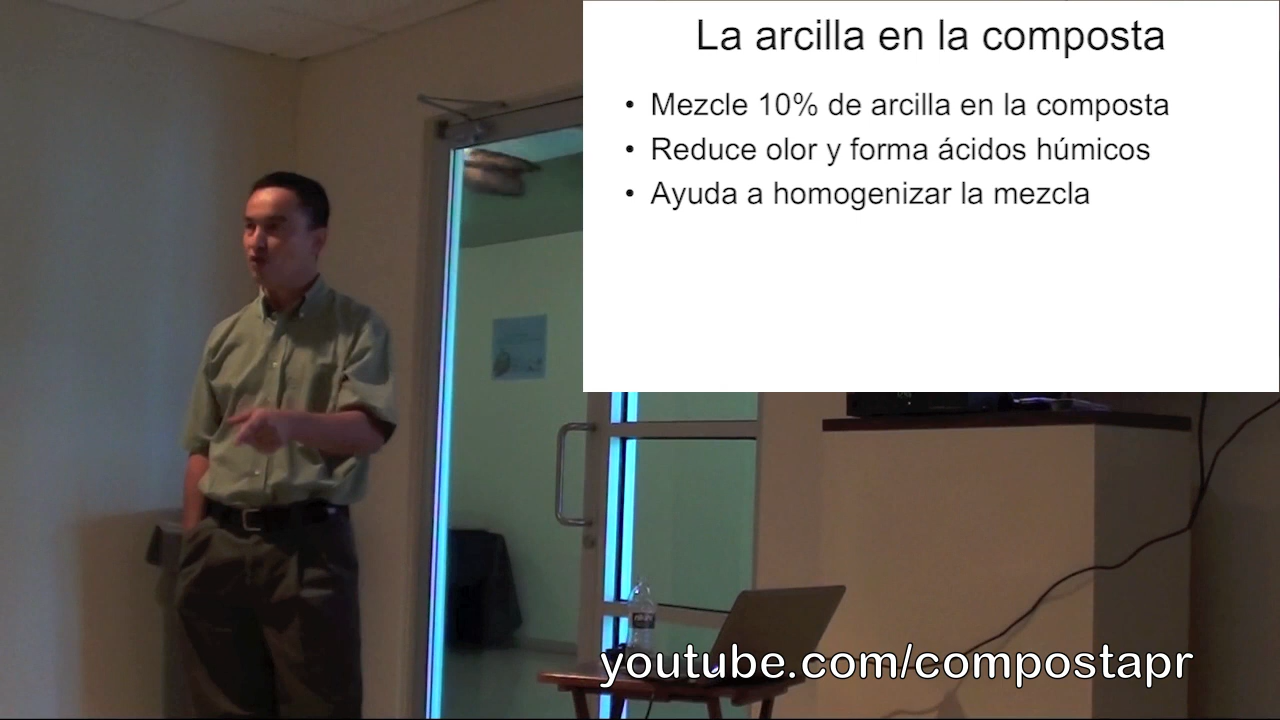 La arcilla en la composta
• Mezcle 10% de arcilla en la composta
• Reduce olor y forma ácidos húmicos
• Ayuda a homogenizar la mezcla
youtube.com/compostapr